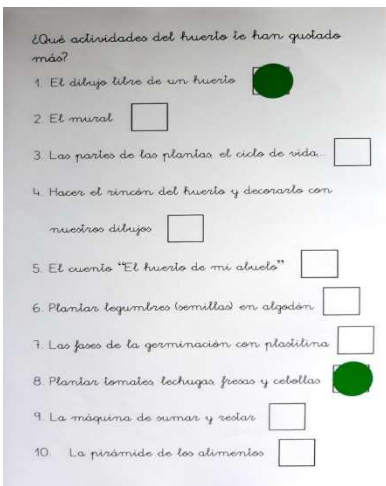 ¿Qué actividades del huerto te han gustado
más?
1. El dibujo libre de un huerto
2. El mural
3. Las partes de las plantas, el ciclo de vida...
4. Hacer el rincón del huerto y decorarlo con
nuestros dibujos
5. El cuento “El huerto de mi abuelo”
6. Plantar legumbres (semillas) en algodón
7. Las fases de la germinación con plastilina
8. Plantar tomates, lechugas, fresas y cebollas
9. La máquina de sumar y restar
10. La pirámide de los alimentos